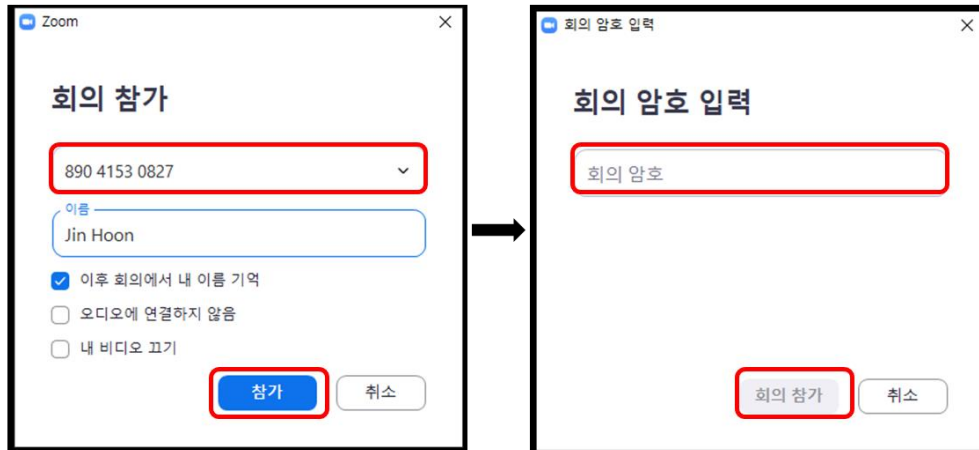 Zoom
회의 참가
890 4153 0827
이름
Jin Hoon
이후 회의에서 내 이름 기억
오디오에 연결하지 않음
내 비디오 끄기
참가
취소
회의 암호 입력
회의 암호 입력
회의 암호
회의 참가
취소